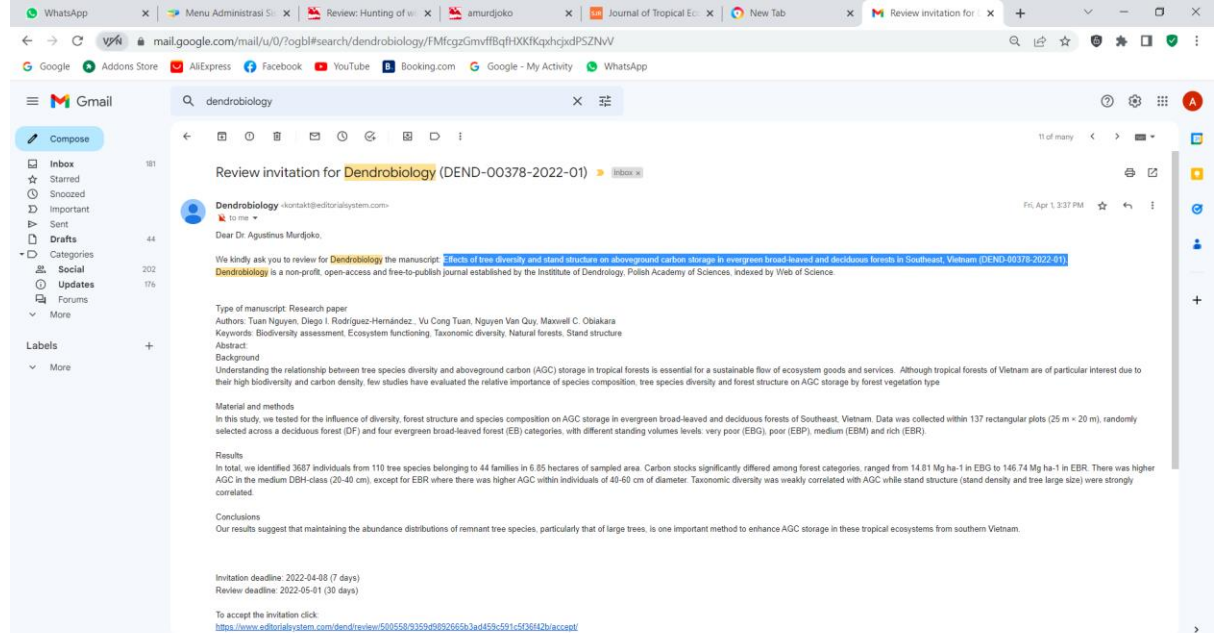 WhatsApp
Menu Administrasi Si
Review: Hunting of w
amurdjoko
Journal of Tropical Ec
New Tab
Review invitation for
mail.google.com/mail/u/0/?ogbl#search/dendrobiology/FMfcgzGmvffBqfHXKfKqxhcjxdPSZNvV
Google
Addons Store
AliExpress
Facebook
YouTube
Booking.com
Google - My Activity
WhatsApp
Gmail
dendrobiology
Compose
11 of many
Inbox 181
Starred
Snoozed
Important
Sent
Drafts 44
Categories
Social 202
Updates 176
Forums
More
Labels
More
Review invitation for Dendrobiology (DEND-00378-2022-01) Inbox x
Dendrobiology <kontakt@editorialsystem.com> Fri, Apr 1, 3:37 PM
to me
Dear Dr. Agustinus Murdjoko,
We kindly ask you to review for Dendrobiology the manuscript: Effects of tree diversity and stand structure on aboveground carbon storage in evergreen broad-leaved and deciduous forests in Southeast, Vietnam (DEND-00378-2022-01).
Dendrobiology is a non-profit, open-access and free-to-publish journal established by the Instititute of Dendrology, Polish Academy of Sciences, indexed by Web of Science.
Type of manuscript: Research paper
Authors: Tuan Nguyen, Diego I. Rodríguez-Hernández,, Vu Cong Tuan, Nguyen Van Quy, Maxwell C. Obiakara
Keywords: Biodiversity assessment, Ecosystem functioning, Taxonomic diversity, Natural forests, Stand structure
Abstract:
Background
Understanding the relationship between tree species diversity and aboveground carbon (AGC) storage in tropical forests is essential for a sustainable flow of ecosystem goods and services. Although tropical forests of Vietnam are of particular interest due to
their high biodiversity and carbon density, few studies have evaluated the relative importance of species composition, tree species diversity and forest structure on AGC storage by forest vegetation type
Material and methods
In this study, we tested for the influence of diversity, forest structure and species composition on AGC storage in evergreen broad-leaved and deciduous forests of Southeast, Vietnam. Data was collected within 137 rectangular plots (25 m × 20 m), randomly
selected across a deciduous forest (DF) and four evergreen broad-leaved forest (EB) categories, with different standing volumes levels: very poor (EBG), poor (EBP), medium (EBM) and rich (EBR).
Results
In total, we identified 3687 individuals from 110 tree species belonging to 44 families in 6.85 hectares of sampled area. Carbon stocks significantly differed among forest categories, ranged from 14.81 Mg ha-1 in EBG to 146.74 Mg ha-1 in EBR. There was higher
AGC in the medium DBH-class (20-40 cm), except for EBR where there was higher AGC within individuals of 40-60 cm of diameter. Taxonomic diversity was weakly correlated with AGC while stand structure (stand density and tree large size) were strongly
correlated.
Conclusions
Our results suggest that maintaining the abundance distributions of remnant tree species, particularly that of large trees, is one important method to enhance AGC storage in these tropical ecosystems from southern Vietnam.
Invitation deadline: 2022-04-08 (7 days)
Review deadline: 2022-05-01 (30 days)
To accept the invitation click:
https://www.editorialsystem.com/dend/review/500558/9359d9892665b3ad459c591c5f36f42b/accept/